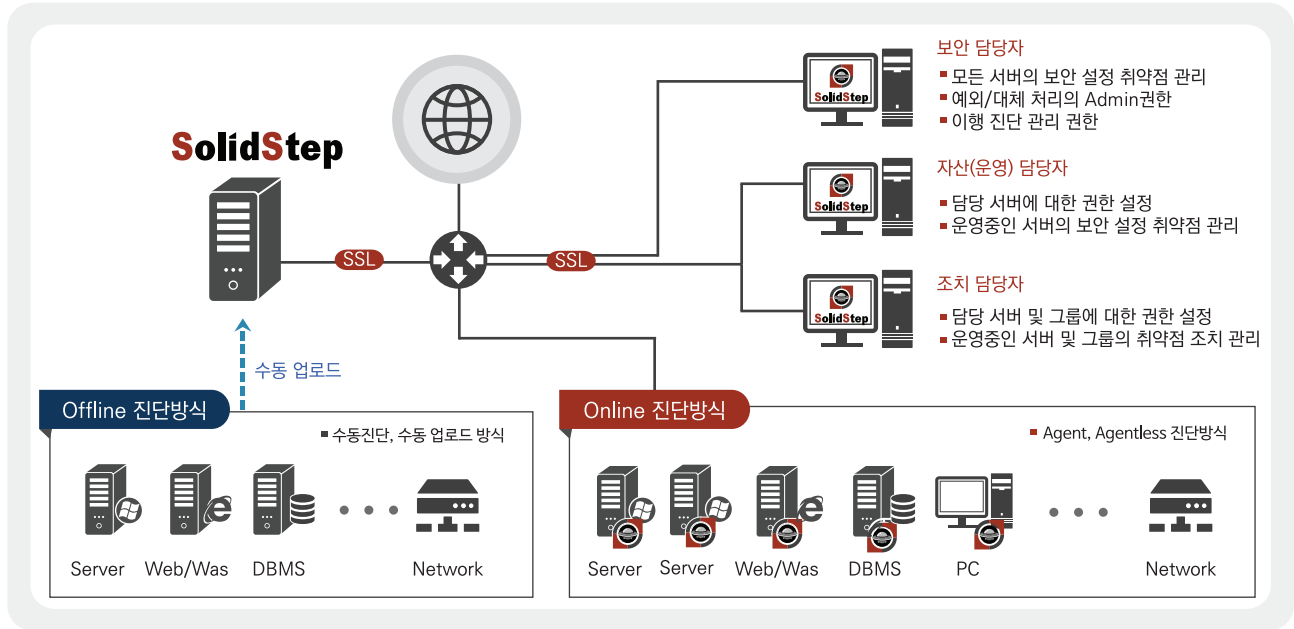 SolidStep
SSL
SSL
SolidStep
보안 담당자
모든 서버의 보안 설정 취약점 관리
예외/대체 처리의 Admin권한
이행 진단 관리 권한
SolidStep
자산(운영) 담당자
담당 서버에 대한 권한 설정
운영중인 서버의 보안 설정 취약점 관리
SolidStep
조치 담당자
담당 서버 및 그룹에 대한 권한 설정
운영중인 서버 및 그룹의 취약점 조치 관리
수동 업로드
Offline 진단방식
수동진단, 수동 업로드 방식
Server
Web/Was
DBMS
Network
Online 진단방식
Agent, Agentless 진단방식
Server
Server
Web/Was
DBMS
PC
Network